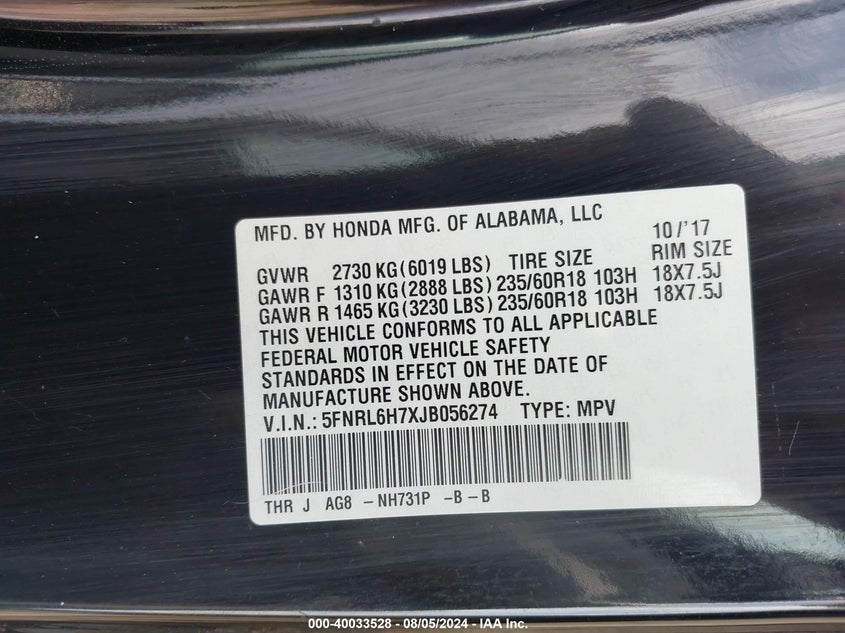 MFD. BY HONDA MFG. OF ALABAMA, LLC 10/'17
GVWR 2730 KG(6019 LBS) TIRE SIZE RIM SIZE
GAWR F 1310 KG(2888 LBS) 235/60R18 103H 18X7.5J
GAWR R 1465 KG(3230 LBS) 235/60R18 103H 18X7.5J
THIS VEHICLE CONFORMS TO ALL APPLICABLE
FEDERAL MOTOR VEHICLE SAFETY
STANDARDS IN EFFECT ON THE DATE OF
MANUFACTURE SHOWN ABOVE.
V.I.N.: 5FNRL6H7XJB056274 TYPE: MPV
THR J AG8 -NH731P -B-B
000-40033528 - 08/05/2024 - IAA Inc.